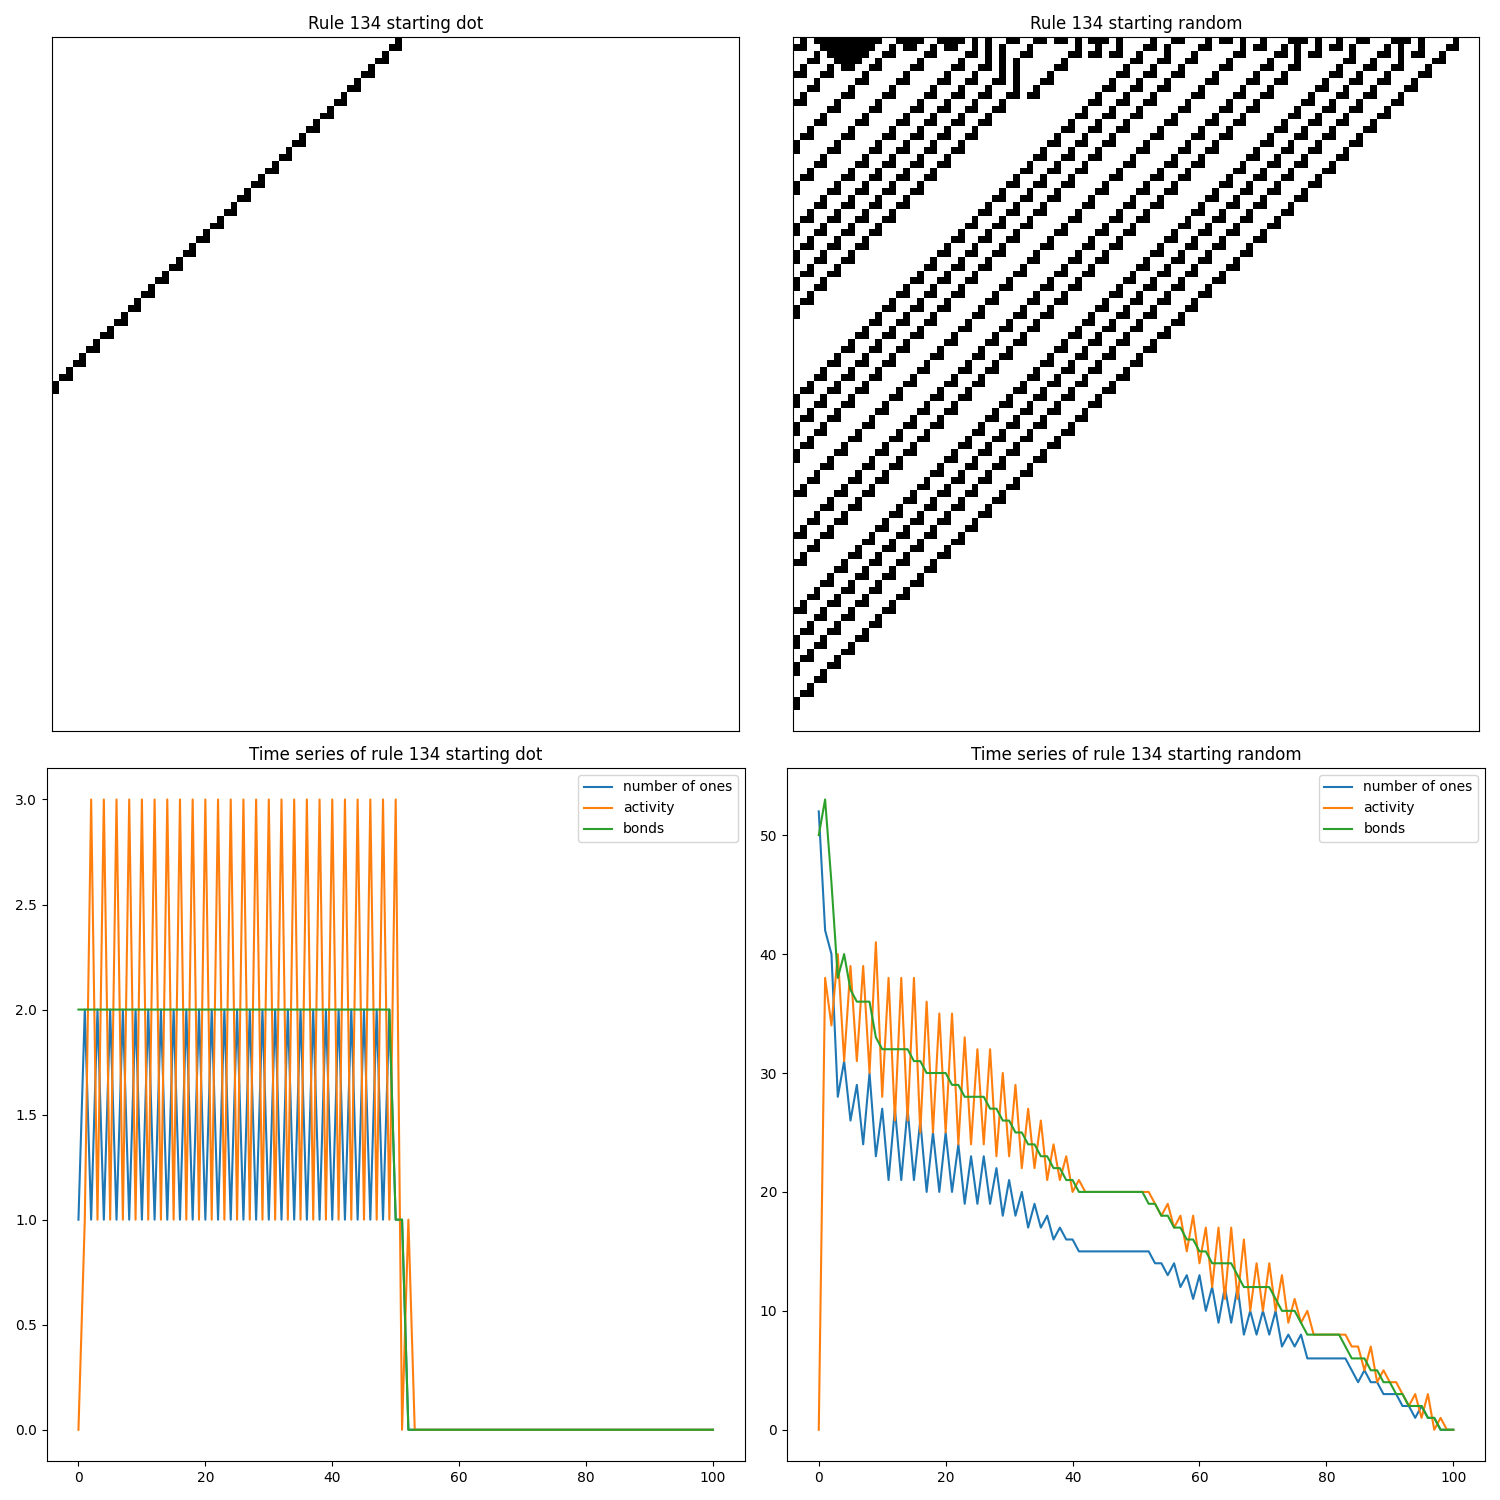 Rule 134 starting dot
Rule 134 starting random
Time series of rule 134 starting dot
number of ones
activity
bonds
3.0
2.5
2.0
1.5
1.0
0.5
0.0
0 20 40 60 80 100
Time series of rule 134 starting random
number of ones
activity
bonds
50
40
30
20
10
0
0 20 40 60 80 100